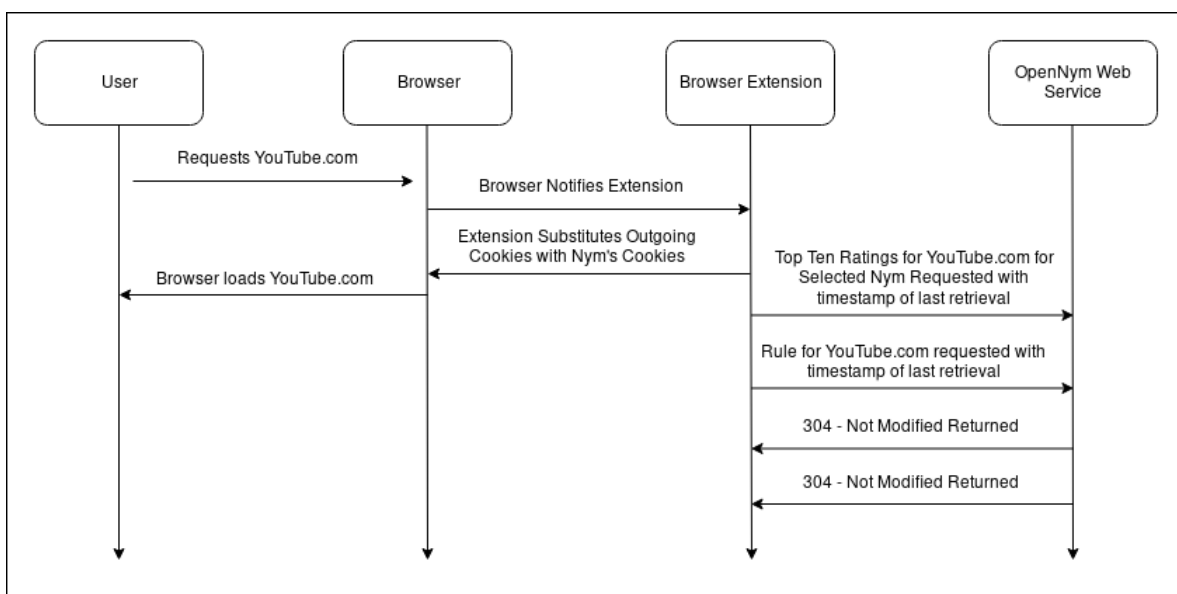 User
Browser
Browser Extension
OpenNym Web
Service
Requests YouTube.com
Browser Notifies Extension
Extension Substitutes Outgoing
Cookies with Nym's Cookies
Browser loads YouTube.com
Top Ten Ratings for YouTube.com for
Selected Nym Requested with
timestamp of last retrieval
Rule for YouTube.com requested with
timestamp of last retrieval
304 - Not Modified Returned
304 - Not Modified Returned